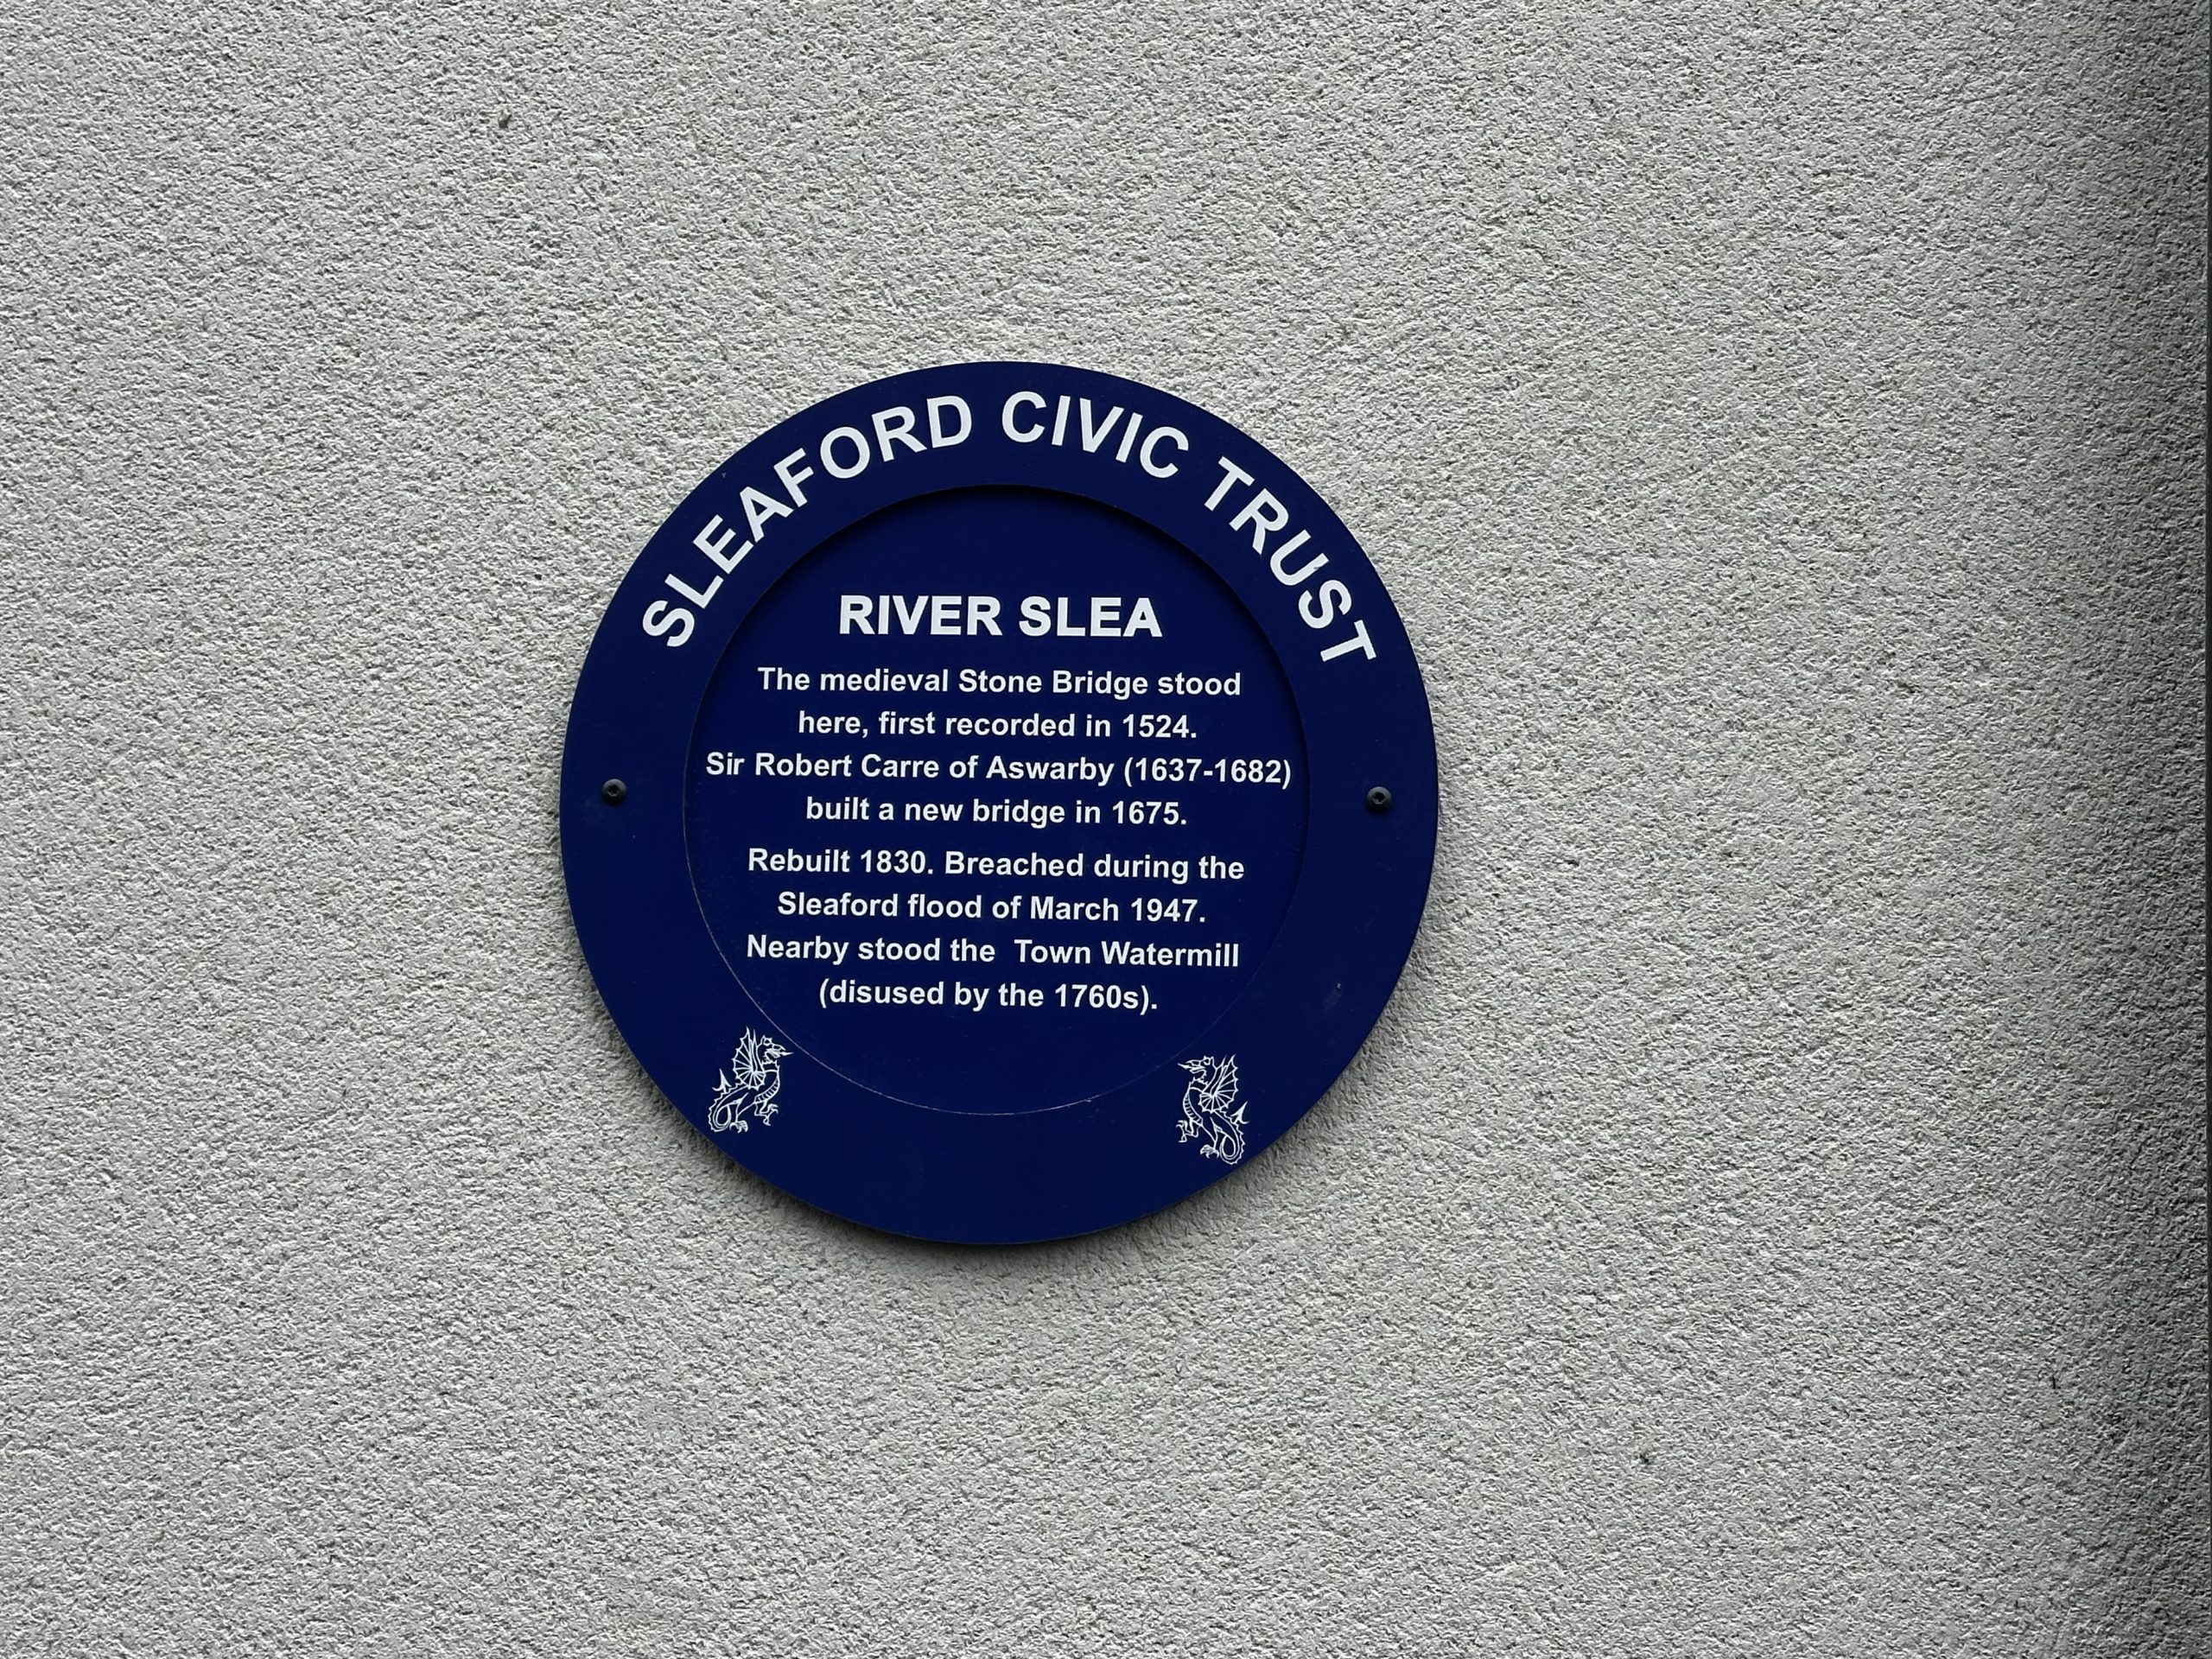 SLEAFORD CIVIC TRUST
RIVER SLEA
The medieval Stone Bridge stood
here, first recorded in 1524.
Sir Robert Carre of Aswarby (1637-1682)
built a new bridge in 1675.
Rebuilt 1830. Breached during the
Sleaford flood of March 1947.
Nearby stood the  Town Watermill
(disused by the 1760s).